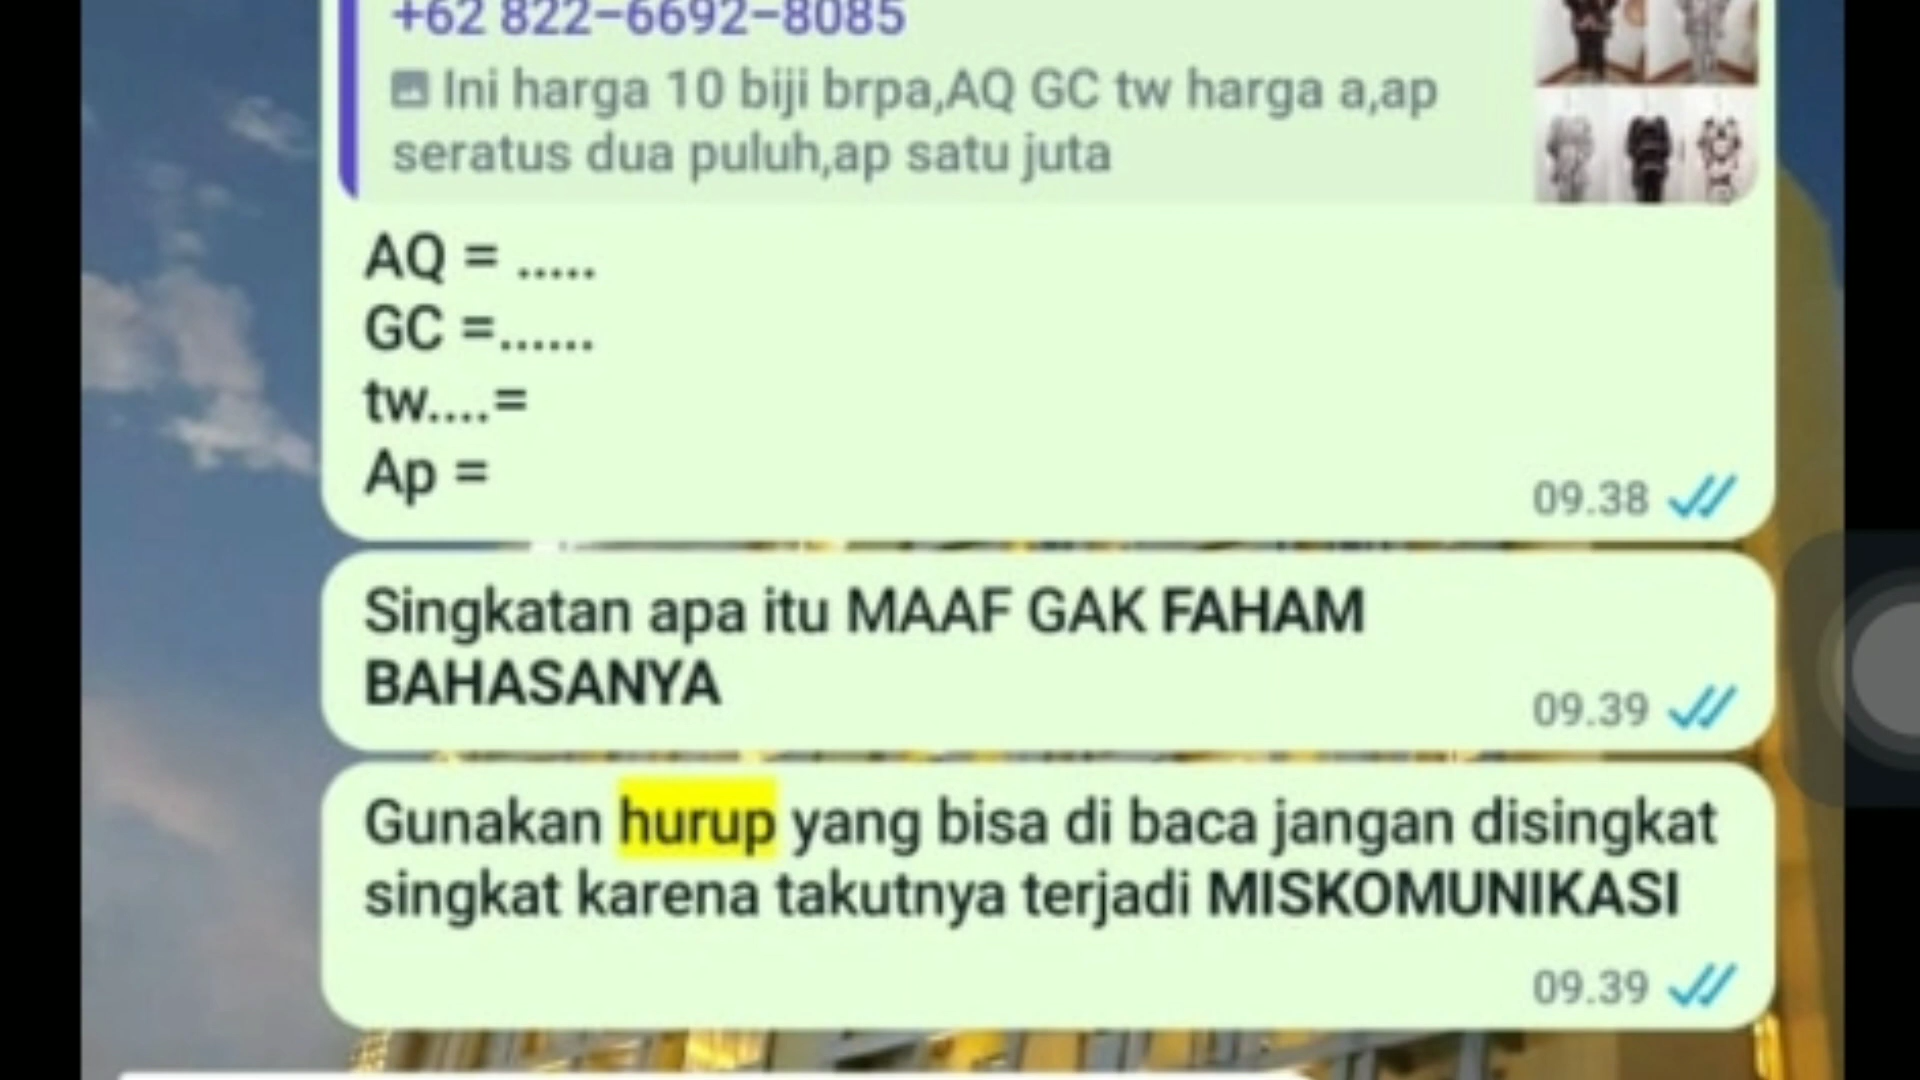 +62 822-6692-8085
Ini harga 10 biji brpa,AQ GC tw harga a,ap
seratus dua puluh,ap satu juta
AQ = .....
GC =......
tw....=
Ap =
09.38
Singkatan apa itu MAAF GAK FAHAM
BAHASANYA
09.39
Gunakan hurup yang bisa di baca jangan disingkat
singkat karena takutnya terjadi MISKOMUNIKASI
09.39